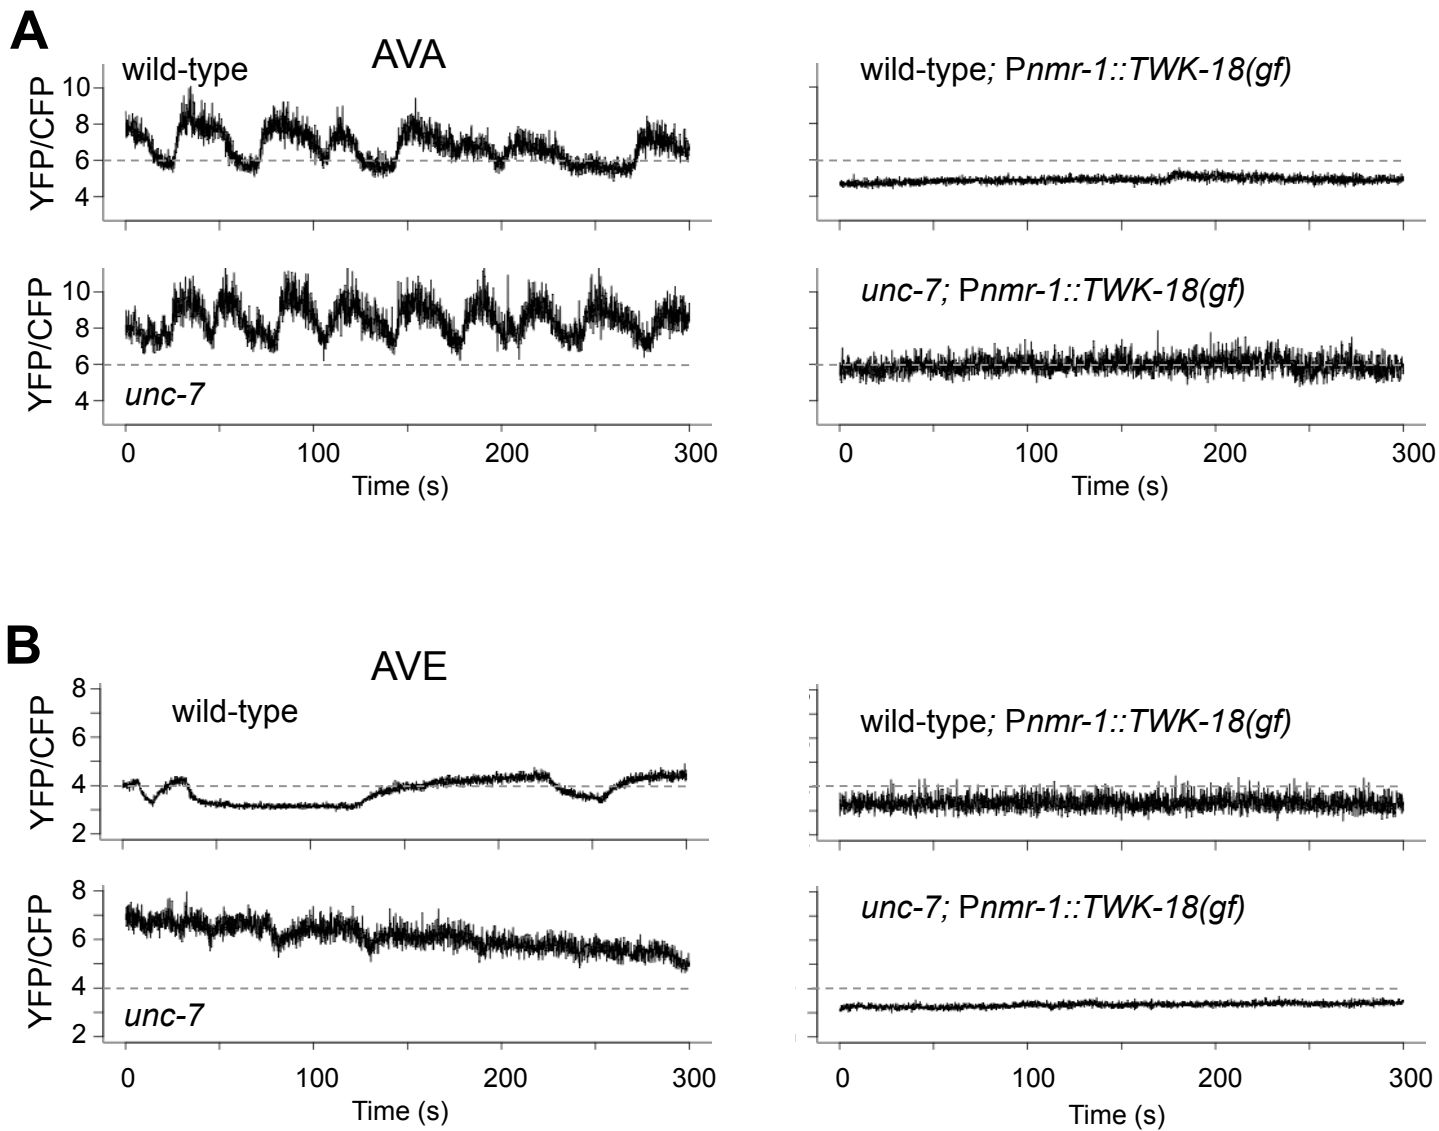 A
AVA
wild-type
wild-type; Pnmr-1::TWK-18(gf)
YFP/CFP
10
8
6
4
unc-7; Pnmr-1::TWK-18(gf)
YFP/CFP
10
8
6
4
unc-7
0 100 200 300
0 100 200 300
Time (s)
Time (s)
B
AVE
wild-type
wild-type; Pnmr-1::TWK-18(gf)
YFP/CFP
8
6
4
2
unc-7; Pnmr-1::TWK-18(gf)
YFP/CFP
8
6
4
2
unc-7
0 100 200 300
0 100 200 300
Time (s)
Time (s)